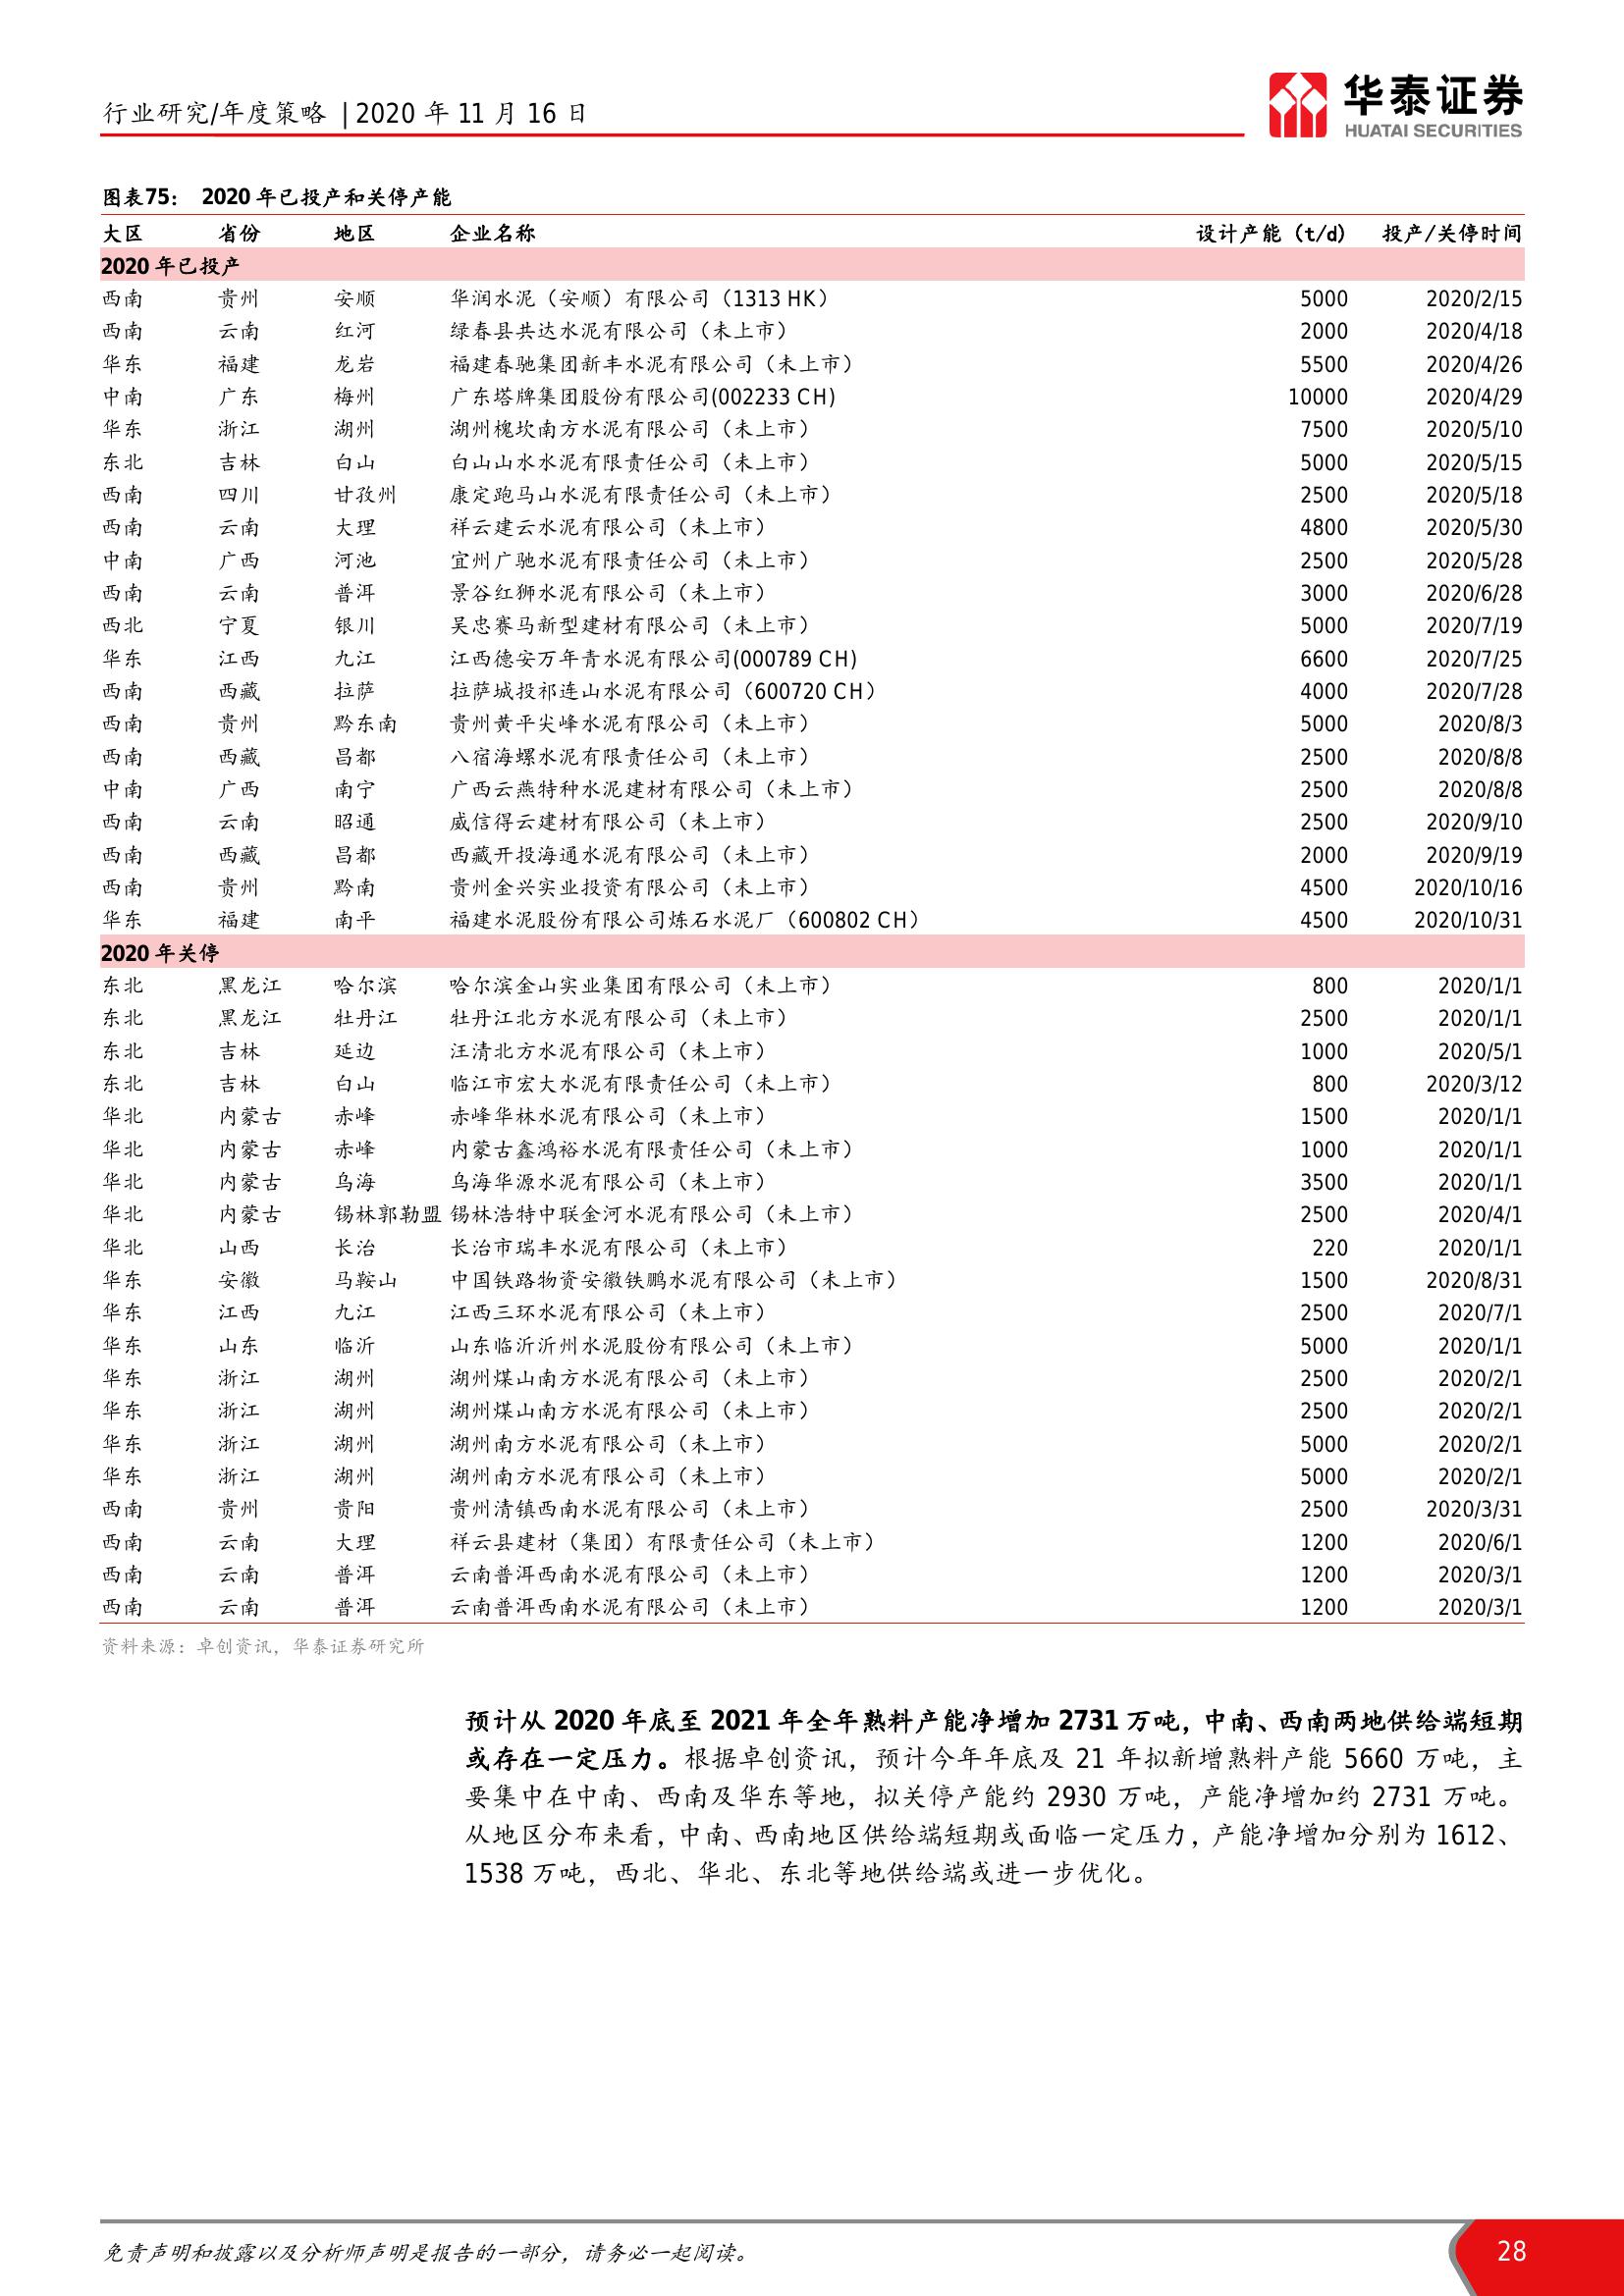 行业研究/年度策略 | 2020 年 11 月 16 日
华泰证券
HUATAI SECURITIES
图表75： 2020 年已投产和关停产能
大区 省份 地区 企业名称 设计产能（t/d） 投产/关停时间
2020 年已投产
西南 贵州 安顺 华润水泥（安顺）有限公司（1313 HK） 5000 2020/2/15
西南 云南 红河 绿春县共达水泥有限公司（未上市） 2000 2020/4/18
华东 福建 龙岩 福建春驰集团新丰水泥有限公司（未上市） 5500 2020/4/26
中南 广东 梅州 广东塔牌集团股份有限公司(002233 CH) 10000 2020/4/29
华东 浙江 湖州 湖州槐坎南方水泥有限公司（未上市） 7500 2020/5/10
东北 吉林 白山 白山山水水泥有限责任公司（未上市） 5000 2020/5/15
西南 四川 甘孜州 康定跑马山水泥有限责任公司（未上市） 2500 2020/5/18
西南 云南 大理 祥云建云水泥有限公司（未上市） 4800 2020/5/30
中南 广西 河池 宜州广驰水泥有限责任公司（未上市） 2500 2020/5/28
西南 云南 普洱 景谷红狮水泥有限公司（未上市） 3000 2020/6/28
西北 宁夏 银川 吴忠赛马新型建材有限公司（未上市） 5000 2020/7/19
华东 江西 九江 江西德安万年青水泥有限公司(000789 CH) 6600 2020/7/25
西南 西藏 拉萨 拉萨城投祁连山水泥有限公司（600720 CH） 4000 2020/7/28
西南 贵州 黔东南 贵州黄平尖峰水泥有限公司（未上市） 5000 2020/8/3
西南 西藏 昌都 八宿海螺水泥有限责任公司（未上市） 2500 2020/8/8
中南 广西 南宁 广西云燕特种水泥建材有限公司（未上市） 2500 2020/8/8
西南 云南 昭通 威信得云建材有限公司（未上市） 2500 2020/9/10
西南 西藏 昌都 西藏开投海通水泥有限公司（未上市） 2000 2020/9/19
西南 贵州 黔南 贵州金兴实业投资有限公司（未上市） 4500 2020/10/16
华东 福建 南平 福建水泥股份有限公司炼石水泥厂（600802 CH） 4500 2020/10/31
2020 年关停
东北 黑龙江 哈尔滨 哈尔滨金山实业集团有限公司（未上市） 800 2020/1/1
东北 黑龙江 牡丹江 牡丹江北方水泥有限公司（未上市） 2500 2020/1/1
东北 吉林 延边 汪清北方水泥有限公司（未上市） 1000 2020/5/1
东北 吉林 白山 临江市宏大水泥有限责任公司（未上市） 800 2020/3/12
华北 内蒙古 赤峰 赤峰华林水泥有限公司（未上市） 1500 2020/1/1
华北 内蒙古 赤峰 内蒙古鑫鸿裕水泥有限责任公司（未上市） 1000 2020/1/1
华北 内蒙古 乌海 乌海华源水泥有限公司（未上市） 3500 2020/1/1
华北 内蒙古 锡林郭勒盟 锡林浩特中联金河水泥有限公司（未上市） 2500 2020/4/1
华北 山西 长治 长治市瑞丰水泥有限公司（未上市） 220 2020/1/1
华东 安徽 马鞍山 中国铁路物资安徽铁鹏水泥有限公司（未上市） 1500 2020/8/31
华东 江西 九江 江西三环水泥有限公司（未上市） 2500 2020/7/1
华东 山东 临沂 山东临沂沂州水泥股份有限公司（未上市） 5000 2020/1/1
华东 浙江 湖州 湖州煤山南方水泥有限公司（未上市） 2500 2020/2/1
华东 浙江 湖州 湖州煤山南方水泥有限公司（未上市） 2500 2020/2/1
华东 浙江 湖州 湖州南方水泥有限公司（未上市） 5000 2020/2/1
华东 浙江 湖州 湖州南方水泥有限公司（未上市） 5000 2020/2/1
西南 贵州 贵阳 贵州清镇西南水泥有限公司（未上市） 2500 2020/3/31
西南 云南 大理 祥云县建材（集团）有限责任公司（未上市） 1200 2020/6/1
西南 云南 普洱 云南普洱西南水泥有限公司（未上市） 1200 2020/3/1
西南 云南 普洱 云南普洱西南水泥有限公司（未上市） 1200 2020/3/1
资料来源：卓创资讯，华泰证券研究所
预计从 2020 年底至 2021 年全年熟料产能净增加 2731 万吨，中南、西南两地供给端短期
或存在一定压力。根据卓创资讯，预计今年年底及 21 年拟新增熟料产能 5660 万吨，主
要集中在中南、西南及华东等地，拟关停产能约 2930 万吨，产能净增加约 2731 万吨。
从地区分布来看，中南、西南地区供给端短期或面临一定压力，产能净增加分别为 1612、
1538 万吨，西北、华北、东北等地供给端或进一步优化。
免责声明和披露以及分析师声明是报告的一部分，请务必一起阅读。
28